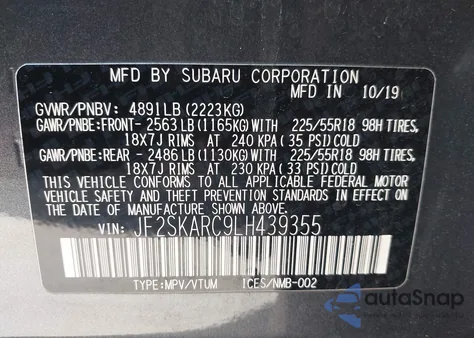 MFD BY SUBARU CORPORATION
MFD IN 10/19
GVWR/PNBV: 4891LB (2223KG)
GAWR/PNBE:FRONT- 2563LB (1165KG)WITH 225/55R18 98H TIRES,
18X7J RIMS AT 240 KPA ( 35 PSI)COLD
GAWR/PNBE:REAR - 2486LB (1130KG)WITH 225/55R18 98H TIRES,
18X7J RIMS AT 230 KPA ( 33 PSI)COLD
THIS VEHICLE CONFORMS TO ALL APPLICABLE FEDERAL MOTOR
VEHICLE SAFETY, BUMPER, AND THEFT PREVENTION STANDARDS
IN EFFECT ON THE DATE OF MANUFACTURE SHOWN ABOVE.
VIN: JF2SKARC9LH439355
TYPE:MPV/VTUM ICES/NMB-002
autoSnap